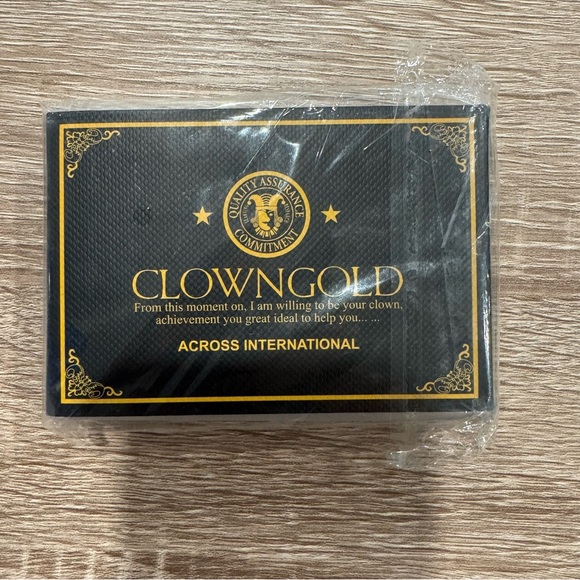 QUALITY ASSURANCE
COMMITMENT
CLOWNGOLD
From this moment on, I am willing to be your clown,
achievement you great ideal to help you... ...
ACROSS INTERNATIONAL